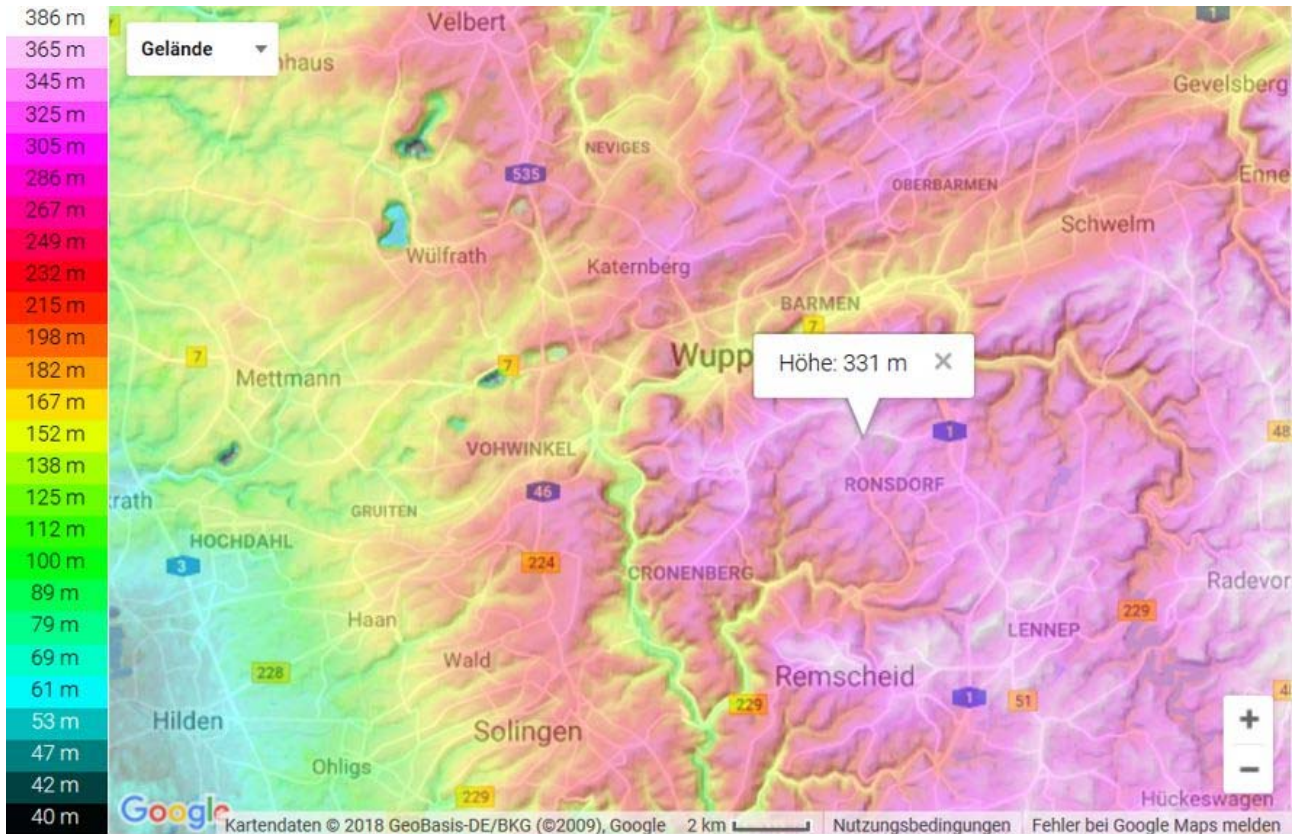 386 m
365 m
345 m
325 m
305 m
286 m
267 m
249 m
232 m
215 m
198 m
182 m
167 m
152 m
138 m
125 m
112 m
100 m
89 m
79 m
69 m
61 m
53 m
47 m
42 m
40 m
Gelände
Velbert
1
nhaus
Gevelsberg
NEVIGES
535
OBERBARMEN
Enne
Schwelm
Wülfrath
Katernberg
BARMEN
7
7
Wupp
Höhe: 331 m
7
Mettmann
1
48
VOHWINKEL
RONSDORF
46
rath
GRUITEN
HOCHDAHL
3
224
CRONENBERG
Radevor
229
Haan
LENNEP
Wald
228
Remscheid
1
51
229
Hilden
Solingen
Ohligs
229
Hückeswagen
Google
Kartendaten © 2018 GeoBasis-DE/BKG (©2009), Google 2 km Nutzungsbedingungen Fehler bei Google Maps melden